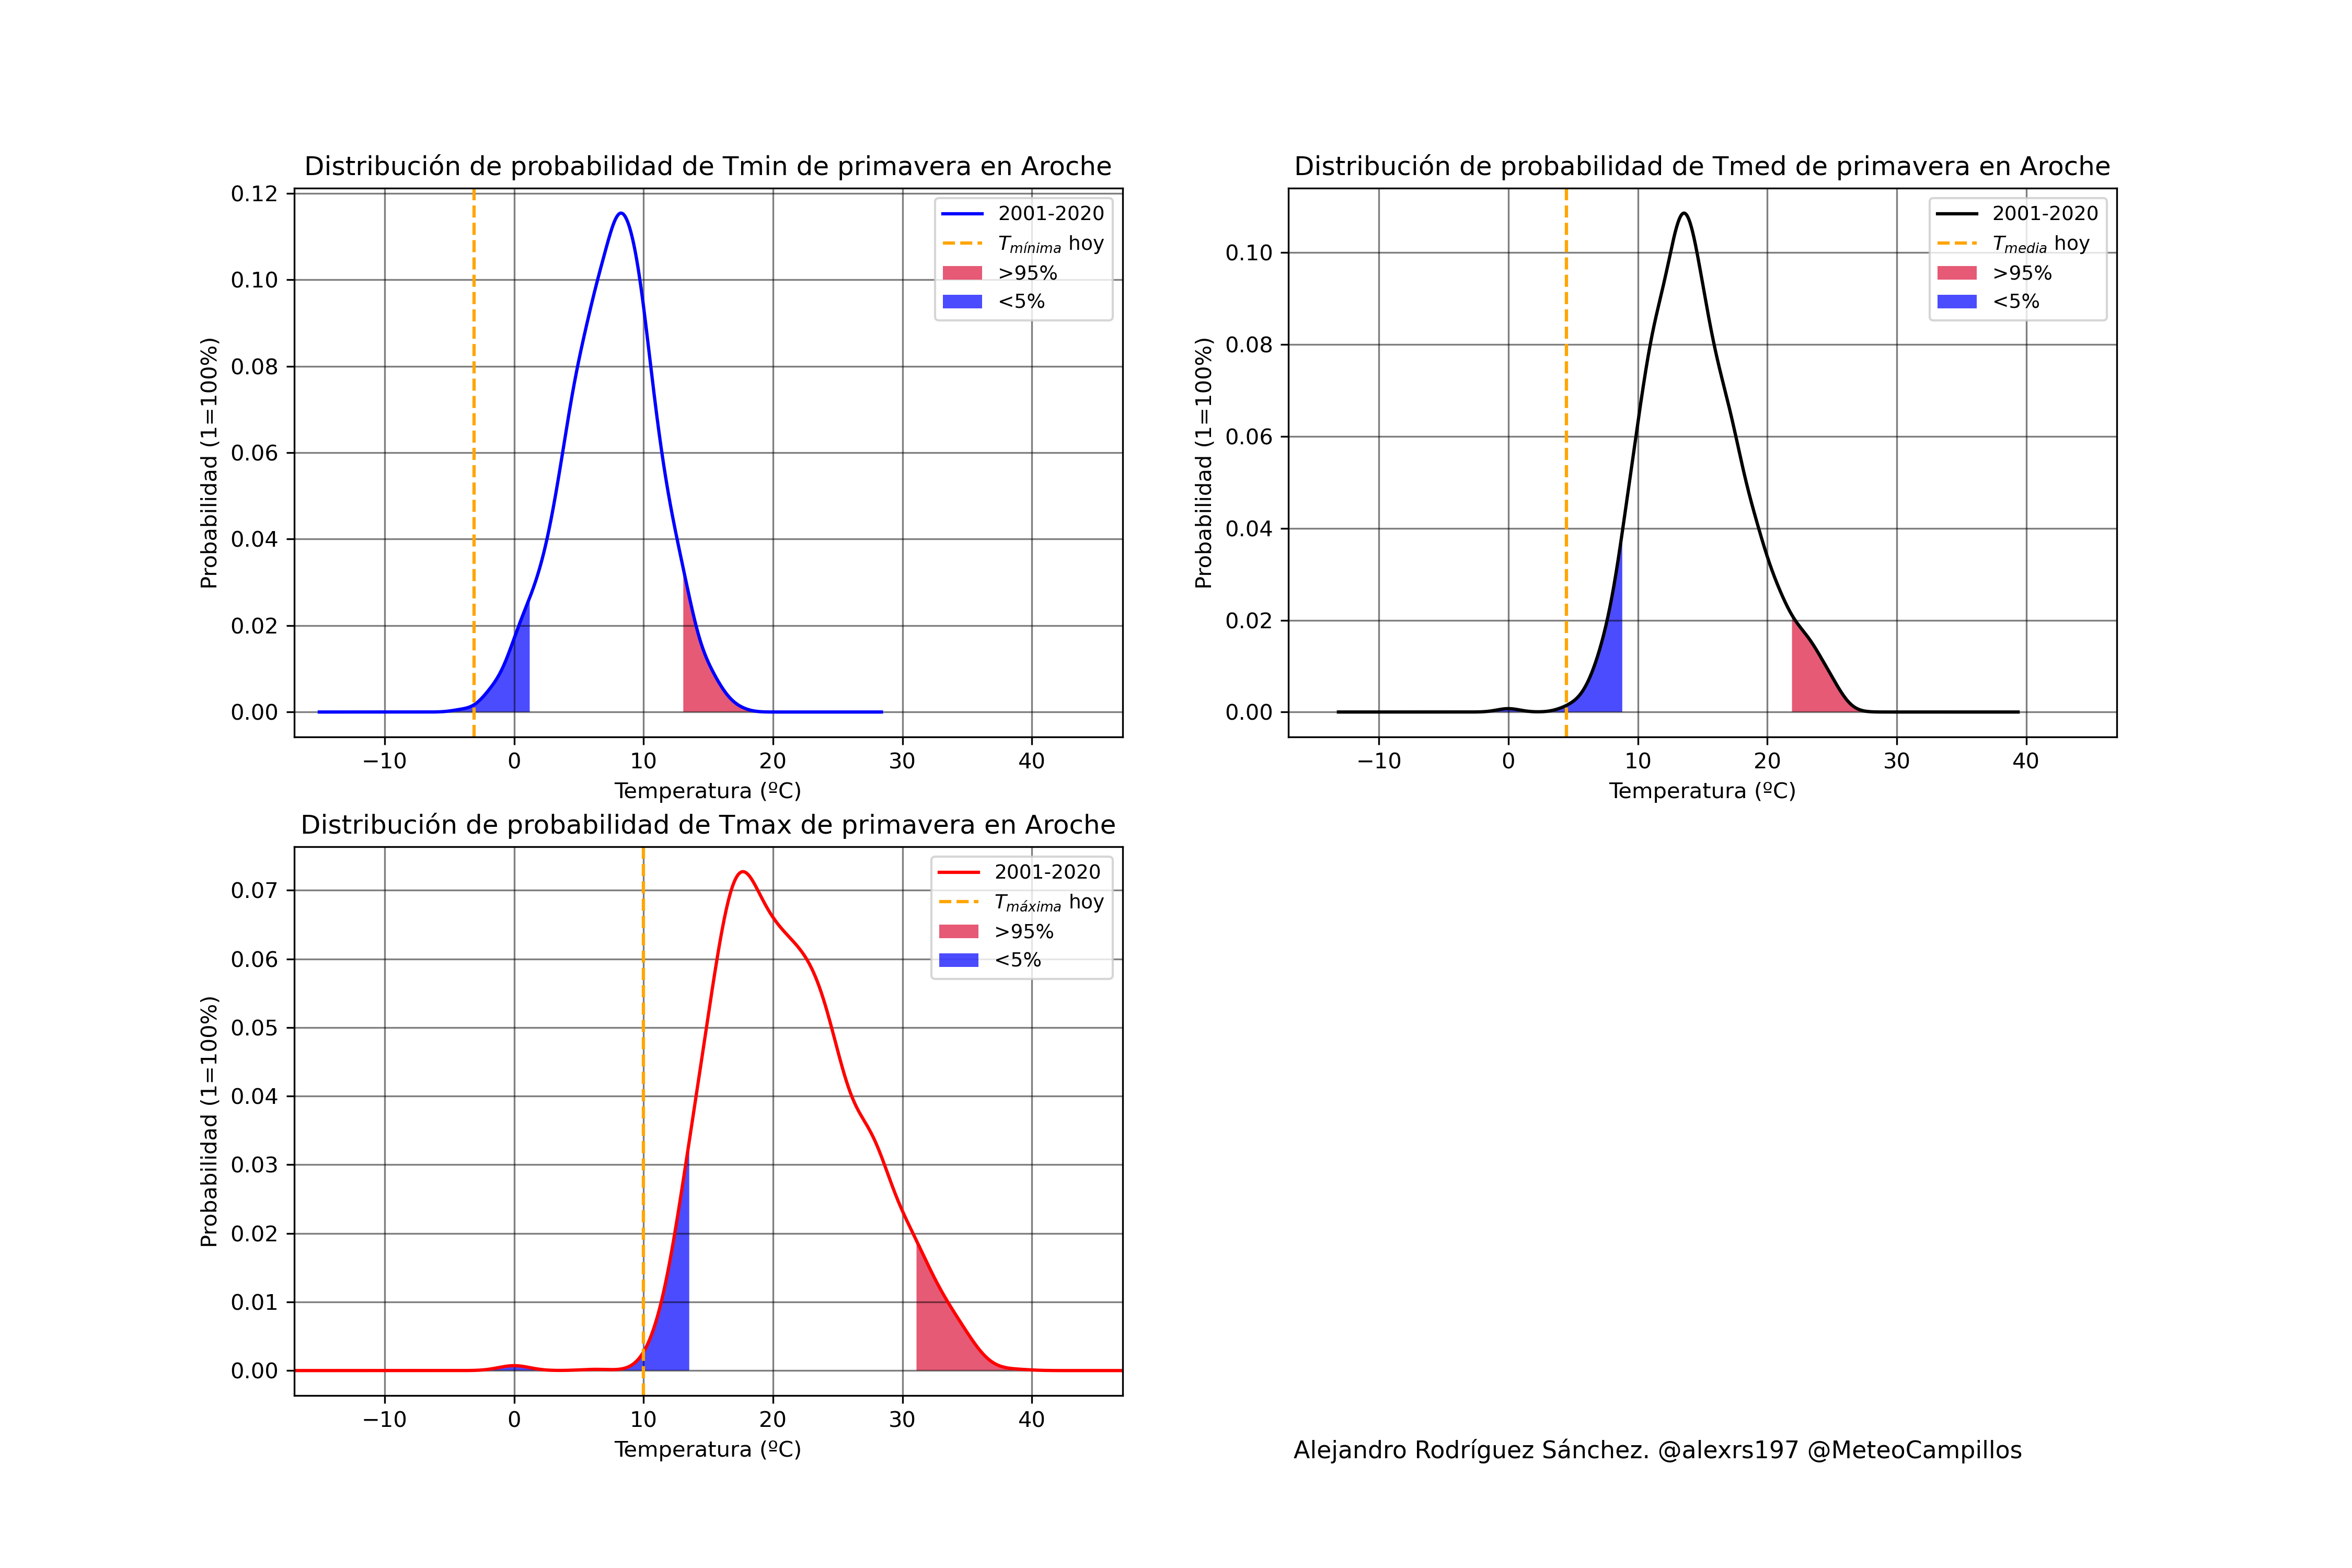 Distribución de probabilidad de Tmin de primavera en Aroche
0.12
0.10
0.08
0.06
0.04
0.02
0.00
Probabilidad (1=100%)
−10 0 10 20 30 40
Temperatura (ºC)
2001-2020
Tmínima hoy
>95%
<5%
Distribución de probabilidad de Tmed de primavera en Aroche
0.10
0.08
0.06
0.04
0.02
0.00
Probabilidad (1=100%)
−10 0 10 20 30 40
Temperatura (ºC)
2001-2020
Tmedia hoy
>95%
<5%
Distribución de probabilidad de Tmax de primavera en Aroche
0.07
0.06
0.05
0.04
0.03
0.02
0.01
0.00
Probabilidad (1=100%)
−10 0 10 20 30 40
Temperatura (ºC)
2001-2020
Tmáxima hoy
>95%
<5%
Alejandro Rodríguez Sánchez. @alexrs197 @MeteoCampillos